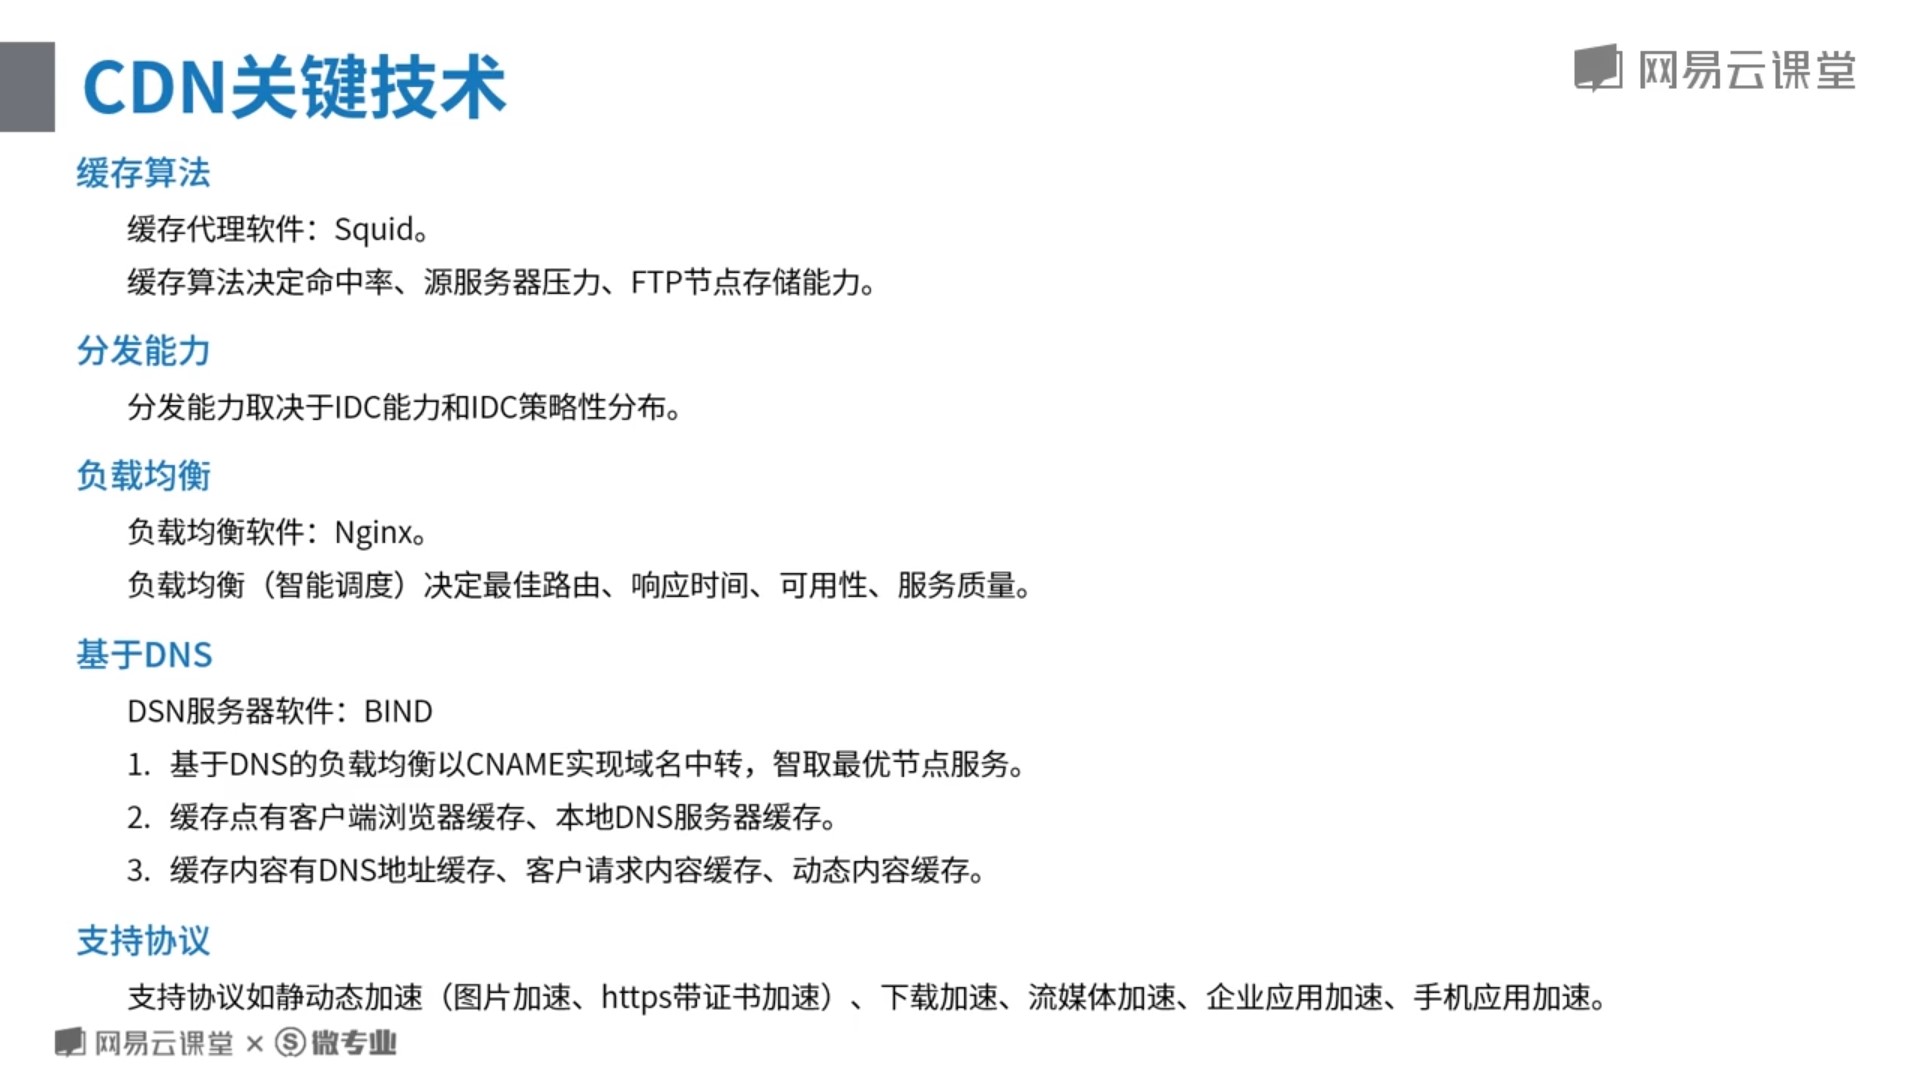 CDN关键技术
网易云课堂
缓存算法
缓存代理软件：Squid。
缓存算法决定命中率、源服务器压力、FTP节点存储能力。
分发能力
分发能力取决于IDC能力和IDC策略性分布。
负载均衡
负载均衡软件：Nginx。
负载均衡（智能调度）决定最佳路由、响应时间、可用性、服务质量。
基于DNS
DSN服务器软件：BIND
1. 基于DNS的负载均衡以CNAME实现域名中转，智取最优节点服务。
2. 缓存点有客户端浏览器缓存、本地DNS服务器缓存。
3. 缓存内容有DNS地址缓存、客户请求内容缓存、动态内容缓存。
支持协议
支持协议如静动态加速（图片加速、https带证书加速）、下载加速、流媒体加速、企业应用加速、手机应用加速。
网易云课堂 × S 微专业